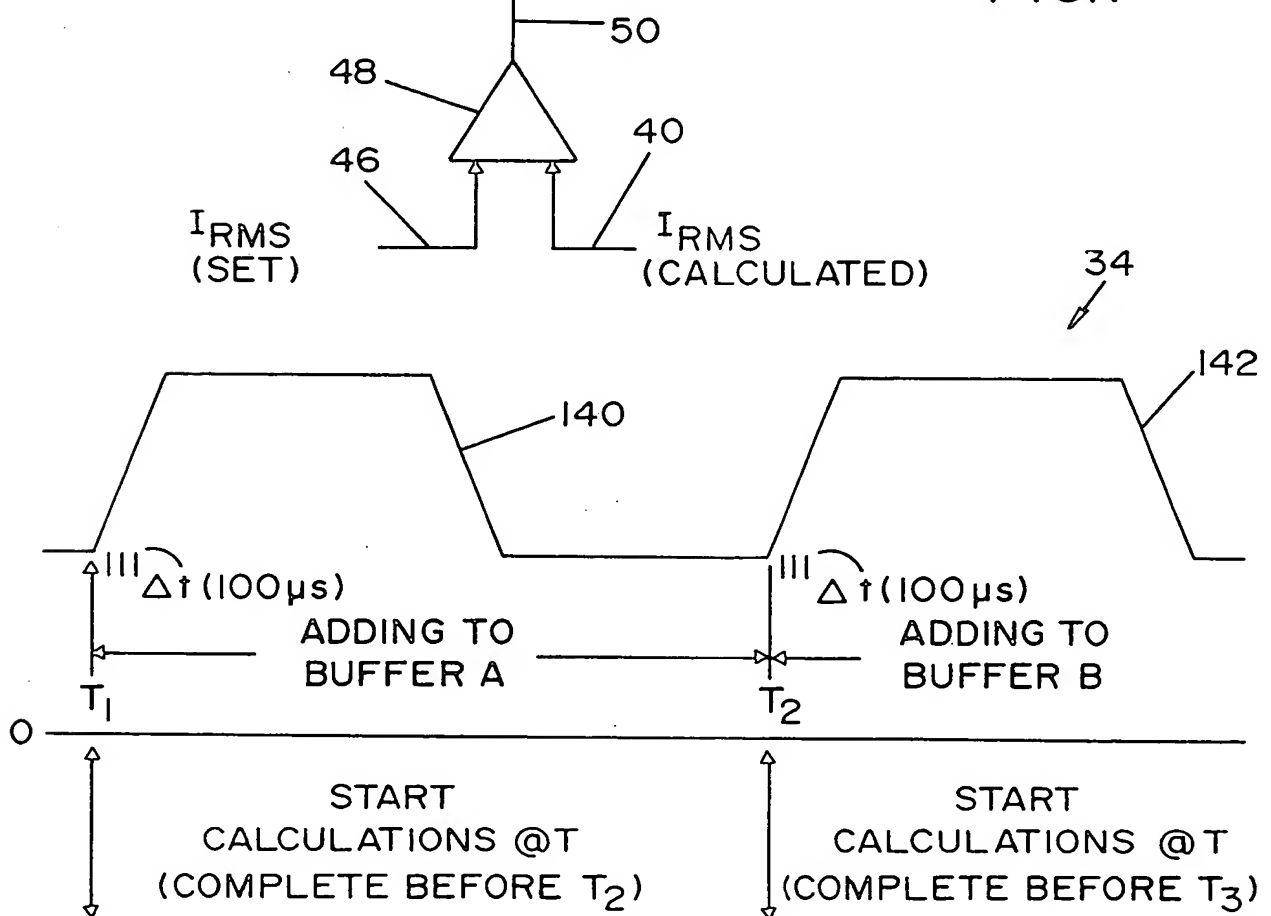 50
48
40
46
IRMS
(SET)
IRMS
(CALCULATED)
34
142
140
Δt (100µs)
Δt (100µs)
ADDING TO
BUFFER A
ADDING TO
BUFFER B
T1
T2
0
START
CALCULATIONS @T
(COMPLETE BEFORE T2)
START
CALCULATIONS @T
(COMPLETE BEFORE T3)